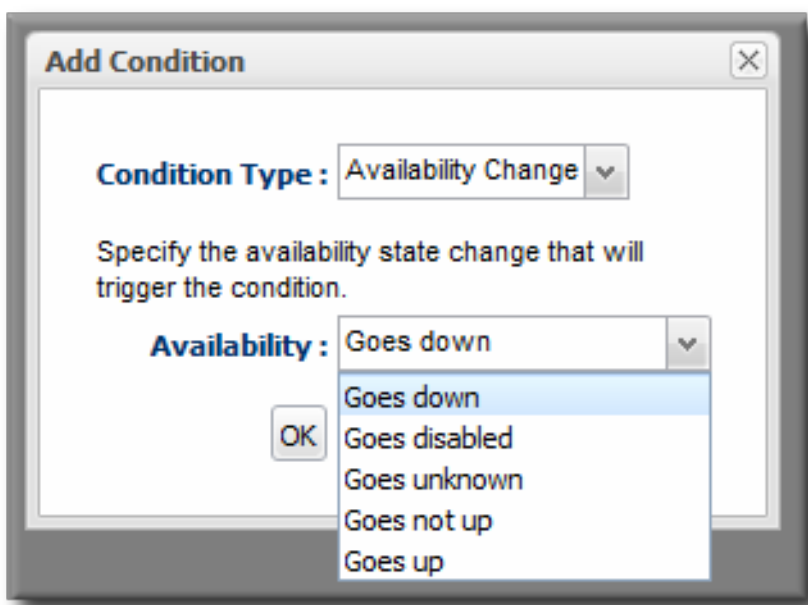 Add Condition
Condition Type : Availability Change
Specify the availability state change that will
trigger the condition.
Availability : Goes down
Goes down
OK
Goes disabled
Goes unknown
Goes not up
Goes up